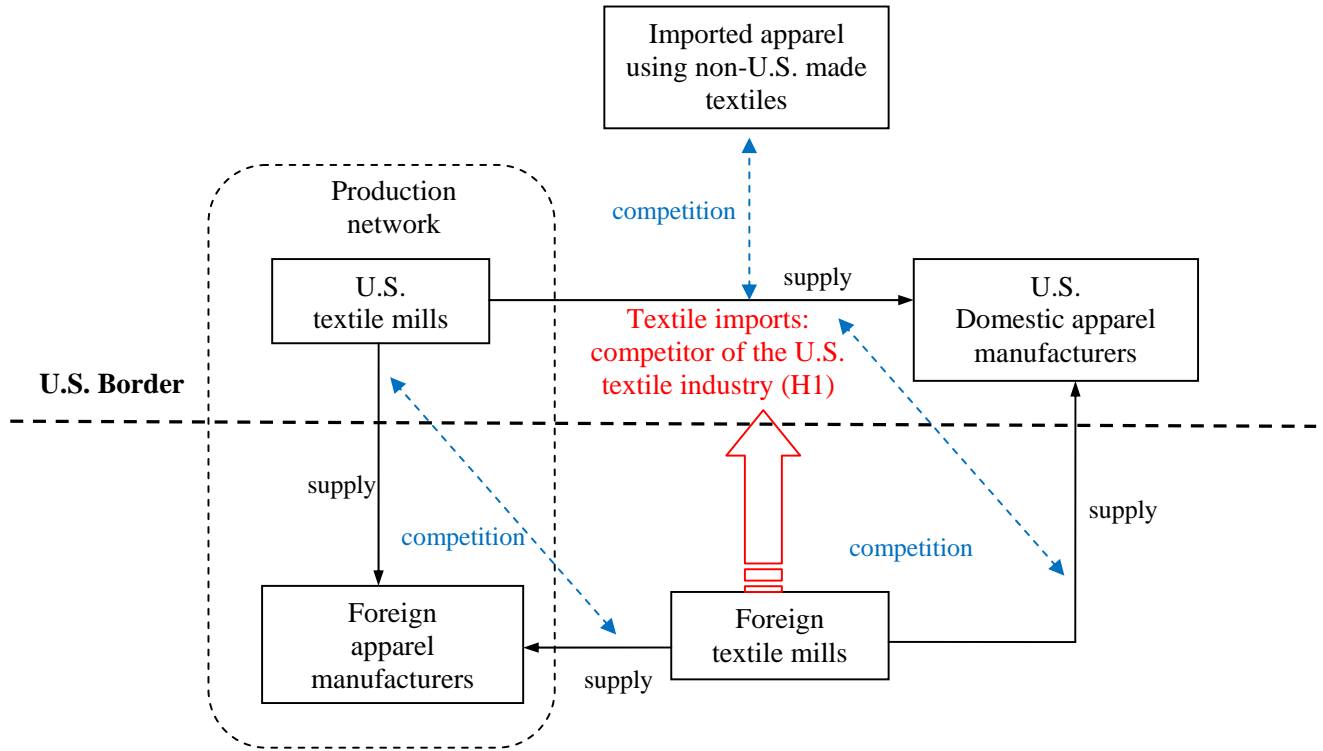 Imported apparel
using non-U.S. made
textiles
Production
network
competition
U.S.
textile mills
supply
U.S.
Domestic apparel
manufacturers
Textile imports:
competitor of the U.S.
textile industry (H1)
U.S. Border
supply
competition
competition
supply
Foreign
apparel
manufacturers
supply
Foreign
textile mills